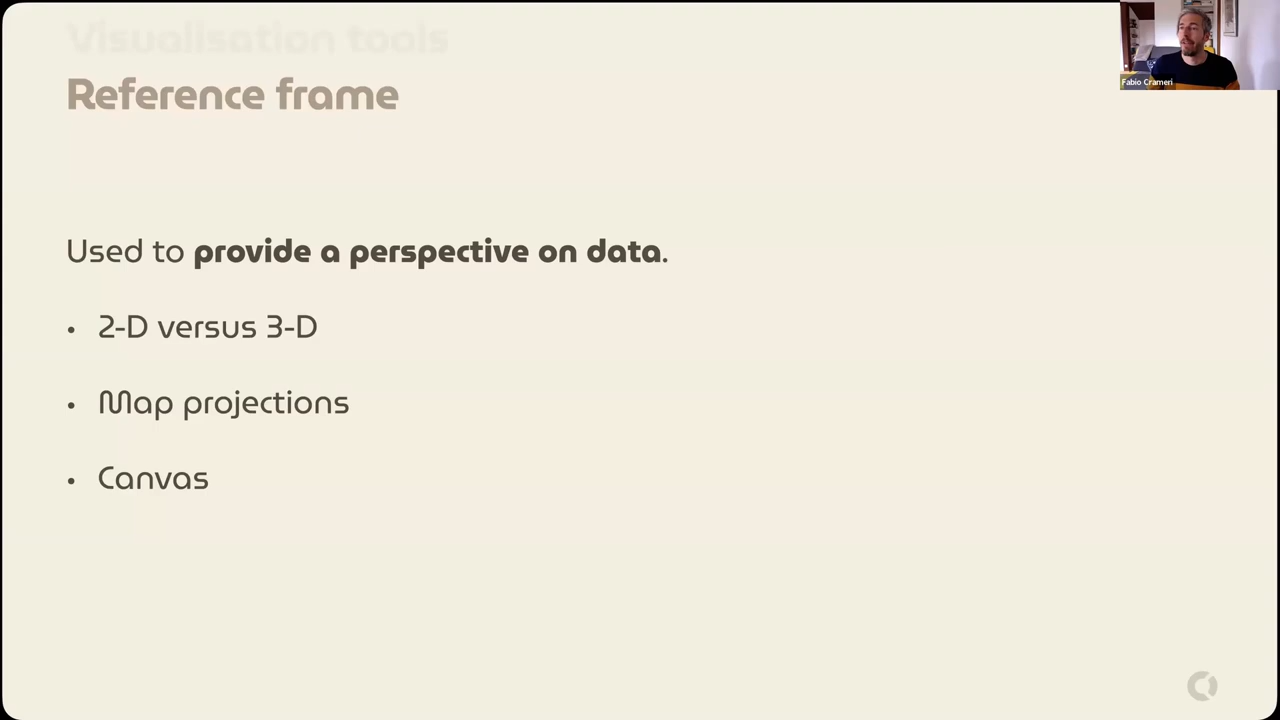 Visualisation tools
Reference frame
Fabio Crameri
Used to provide a perspective on data.
• 2-D versus 3-D
• Map projections
• Canvas